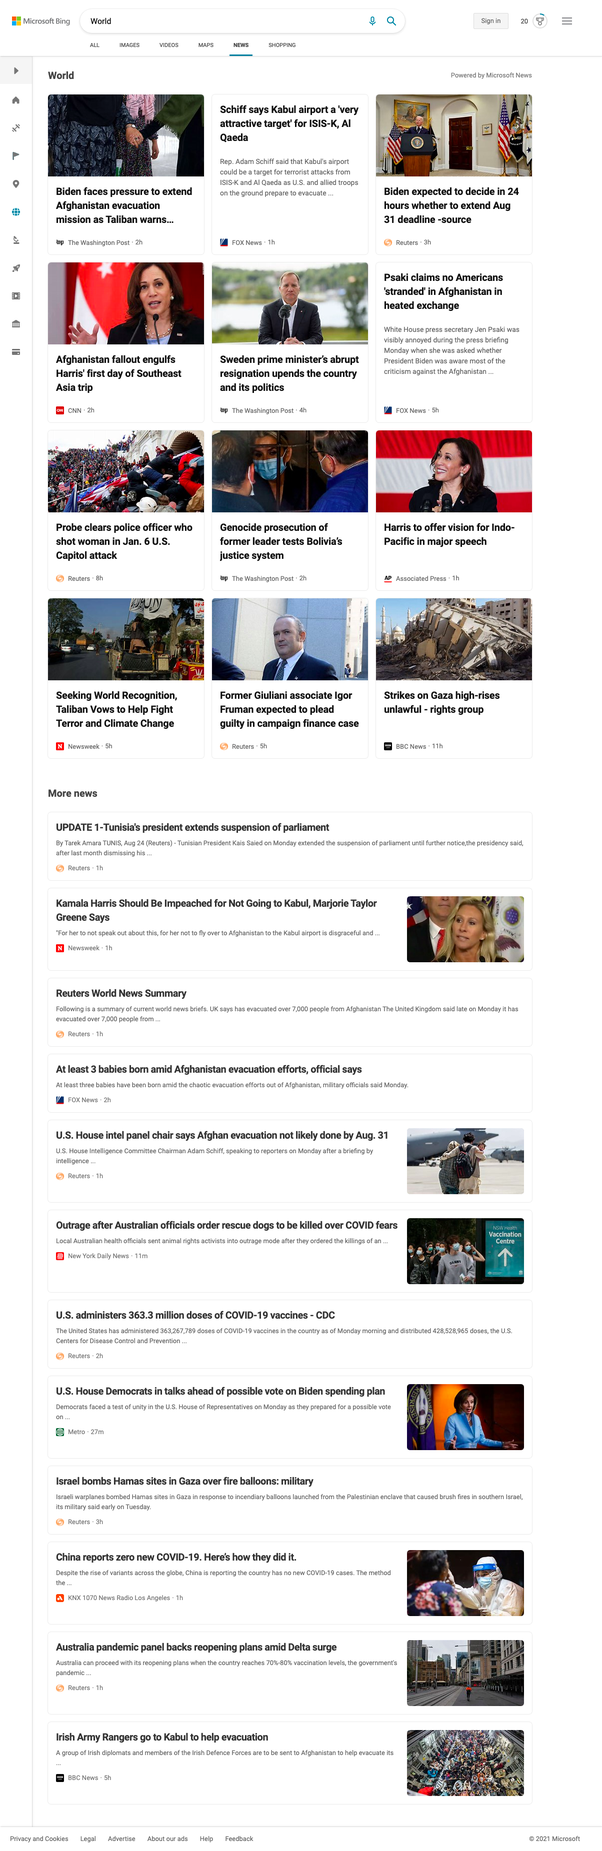 Microsoft Bing
World
Sign in
20
ALL IMAGES VIDEOS MAPS NEWS SHOPPING
World
Powered by Microsoft News
Biden faces pressure to extend
Afghanistan evacuation
mission as Taliban warns...
wp The Washington Post · 2h
Schiff says Kabul airport a 'very
attractive target' for ISIS-K, Al
Qaeda
Rep. Adam Schiff said that Kabul's airport
could be a target for terrorist attacks from
ISIS-K and Al Qaeda as U.S. and allied troops
on the ground prepare to evacuate ...
FOX News · 1h
Biden expected to decide in 24
hours whether to extend Aug
31 deadline -source
Reuters · 3h
Afghanistan fallout engulfs
Harris' first day of Southeast
Asia trip
CNN · 2h
Sweden prime minister's abrupt
resignation upends the country
and its politics
wp The Washington Post · 4h
Psaki claims no Americans
'stranded' in Afghanistan in
heated exchange
White House press secretary Jen Psaki was
visibly annoyed during the press briefing
Monday when she was asked whether
President Biden was aware most of the
criticism against the Afghanistan ...
FOX News · 5h
Probe clears police officer who
shot woman in Jan. 6 U.S.
Capitol attack
Reuters · 8h
Genocide prosecution of
former leader tests Bolivia's
justice system
wp The Washington Post · 2h
Harris to offer vision for Indo-
Pacific in major speech
AP Associated Press · 1h
Seeking World Recognition,
Taliban Vows to Help Fight
Terror and Climate Change
N Newsweek · 5h
Former Giuliani associate Igor
Fruman expected to plead
guilty in campaign finance case
Reuters · 5h
Strikes on Gaza high-rises
unlawful - rights group
BBC News · 11h
More news
UPDATE 1-Tunisia's president extends suspension of parliament
By Tarek Amara TUNIS, Aug 24 (Reuters) - Tunisian President Kais Saied on Monday extended the suspension of parliament until further notice,the presidency said,
after last month dismissing his ...
Reuters · 1h
Kamala Harris Should Be Impeached for Not Going to Kabul, Marjorie Taylor
Greene Says
"For her to not speak out about this, for her not to fly over to Afghanistan to the Kabul airport is disgraceful and ...
N Newsweek · 1h
Reuters World News Summary
Following is a summary of current world news briefs. UK says has evacuated over 7,000 people from Afghanistan The United Kingdom said late on Monday it has
evacuated over 7,000 people from ...
Reuters · 1h
At least 3 babies born amid Afghanistan evacuation efforts, official says
At least three babies have been born amid the chaotic evacuation efforts out of Afghanistan, military officials said Monday.
FOX News · 2h
U.S. House intel panel chair says Afghan evacuation not likely done by Aug. 31
U.S. House Intelligence Committee Chairman Adam Schiff, speaking to reporters on Monday after a briefing by
intelligence ...
Reuters · 1h
Outrage after Australian officials order rescue dogs to be killed over COVID fears
Local Australian health officials sent animal rights activists into outrage mode after they ordered the killings of an ...
New York Daily News · 11m
NSW Health
Vaccination
Centre
U.S. administers 363.3 million doses of COVID-19 vaccines - CDC
The United States has administered 363,267,789 doses of COVID-19 vaccines in the country as of Monday morning and distributed 428,528,965 doses, the U.S.
Centers for Disease Control and Prevention ...
Reuters · 2h
U.S. House Democrats in talks ahead of possible vote on Biden spending plan
Democrats faced a test of unity in the U.S. House of Representatives on Monday as they prepared for a possible vote
on ...
Metro · 27m
Israel bombs Hamas sites in Gaza over fire balloons: military
Israeli warplanes bombed Hamas sites in Gaza in response to incendiary balloons launched from the Palestinian enclave that caused brush fires in southern Israel,
its military said early on Tuesday.
Reuters · 3h
China reports zero new COVID-19. Here's how they did it.
Despite the rise of variants across the globe, China is reporting the country has no new COVID-19 cases. The method
the ...
KNX 1070 News Radio Los Angeles · 1h
Australia pandemic panel backs reopening plans amid Delta surge
Australia can proceed with its reopening plans when the country reaches 70%-80% vaccination levels, the government's
pandemic ...
Reuters · 1h
Irish Army Rangers go to Kabul to help evacuation
A group of Irish diplomats and members of the Irish Defence Forces are to be sent to Afghanistan to help evacuate its
...
BBC News · 5h
Privacy and Cookies Legal Advertise About our ads Help Feedback
© 2021 Microsoft